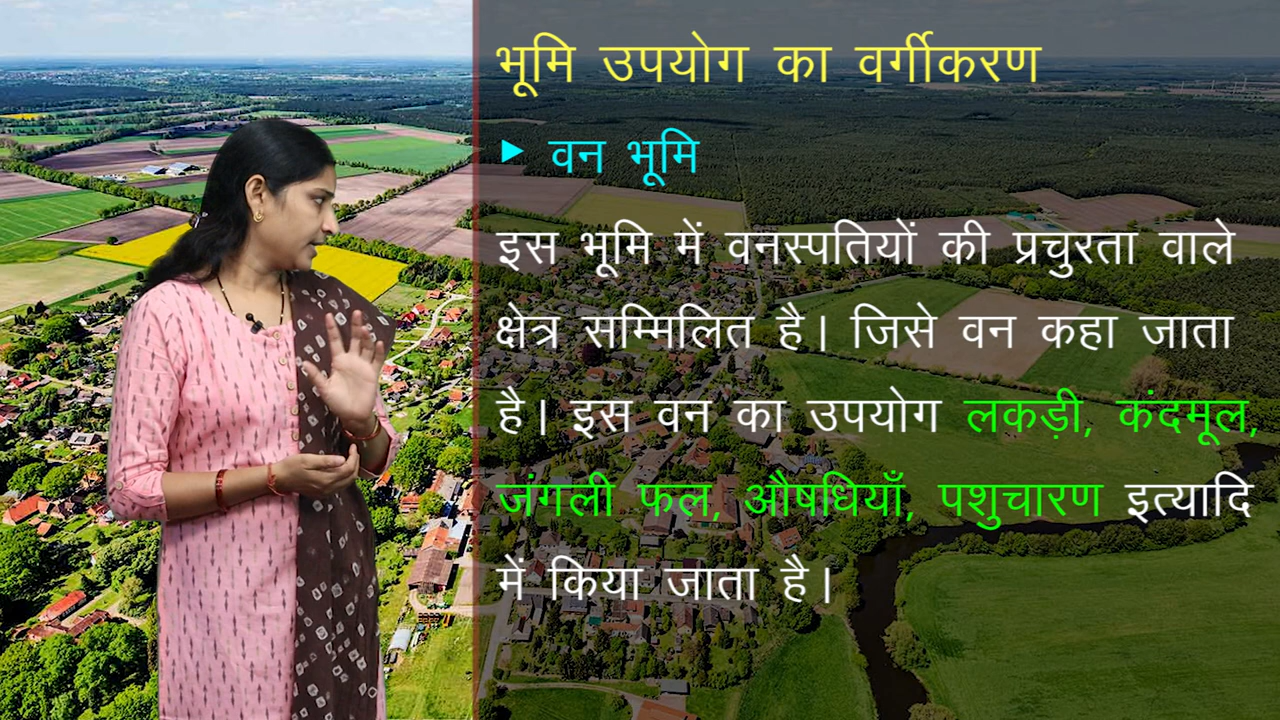 भूमि उपयोग का वर्गीकरण
▶ वन भूमि
इस भूमि में वनस्पतियों की प्रचुरता वाले
क्षेत्र सम्मिलित है। जिसे वन कहा जाता
है। इस वन का उपयोग लकड़ी, कंदमूल,
जंगली फल, औषधियाँ, पशुचारण इत्यादि
में किया जाता है।